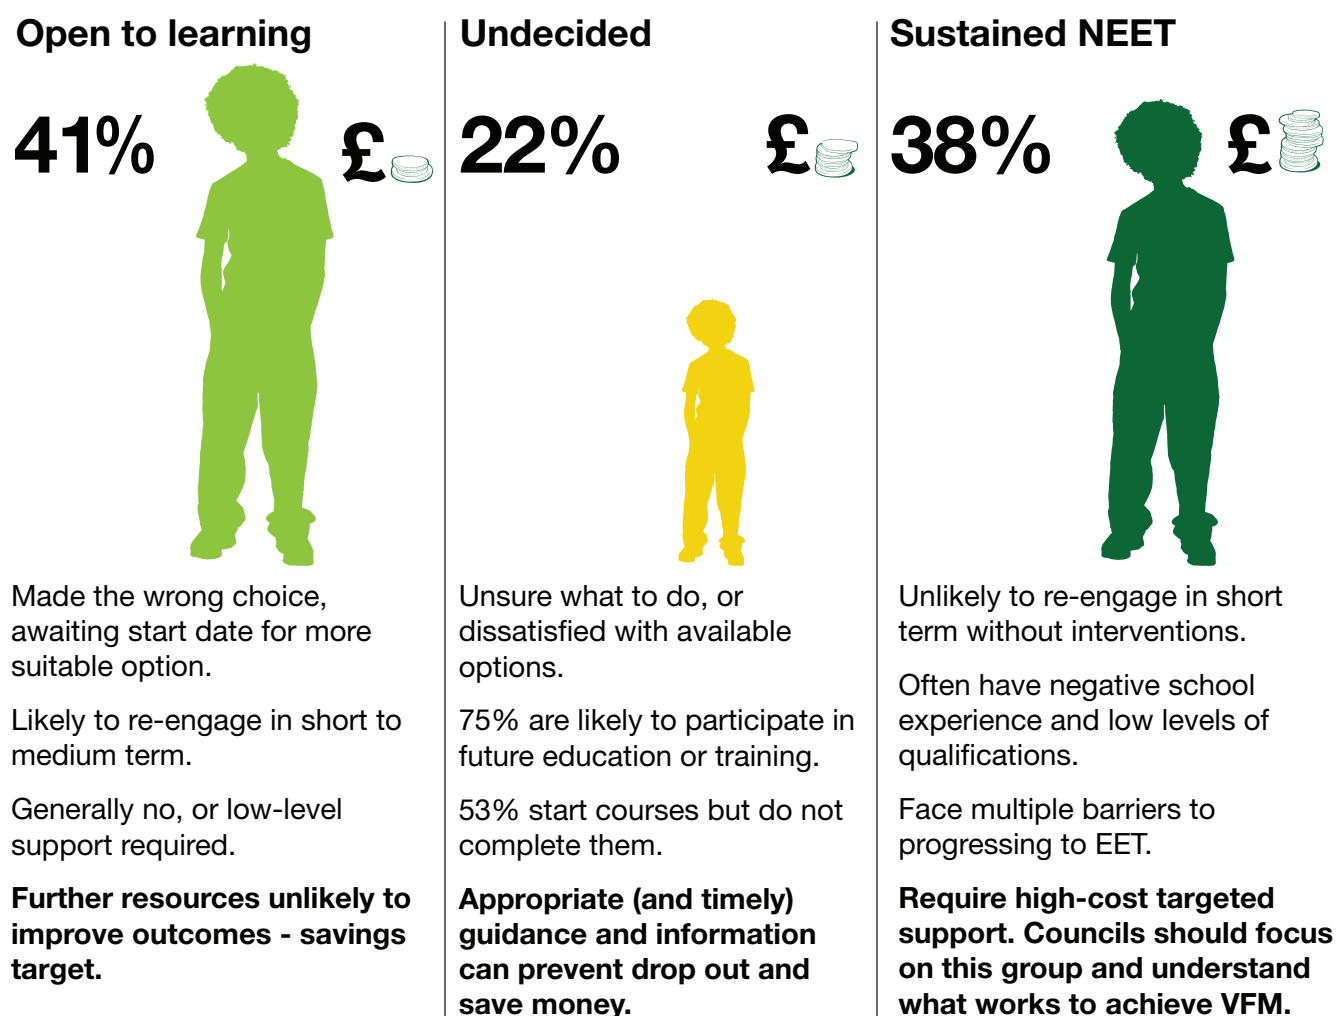 Open to learning
41%
£
Made the wrong choice,
awaiting start date for more
suitable option.
Likely to re-engage in short to
medium term.
Generally no, or low-level
support required.
Further resources unlikely to
improve outcomes - savings
target.
Undecided
22%
£
Unsure what to do, or
dissatisfied with available
options.
75% are likely to participate in
future education or training.
53% start courses but do not
complete them.
Appropriate (and timely)
guidance and information
can prevent drop out and
save money.
Sustained NEET
38%
£
Unlikely to re-engage in short
term without interventions.
Often have negative school
experience and low levels of
qualifications.
Face multiple barriers to
progressing to EET.
Require high-cost targeted
support. Councils should focus
on this group and understand
what works to achieve VFM.